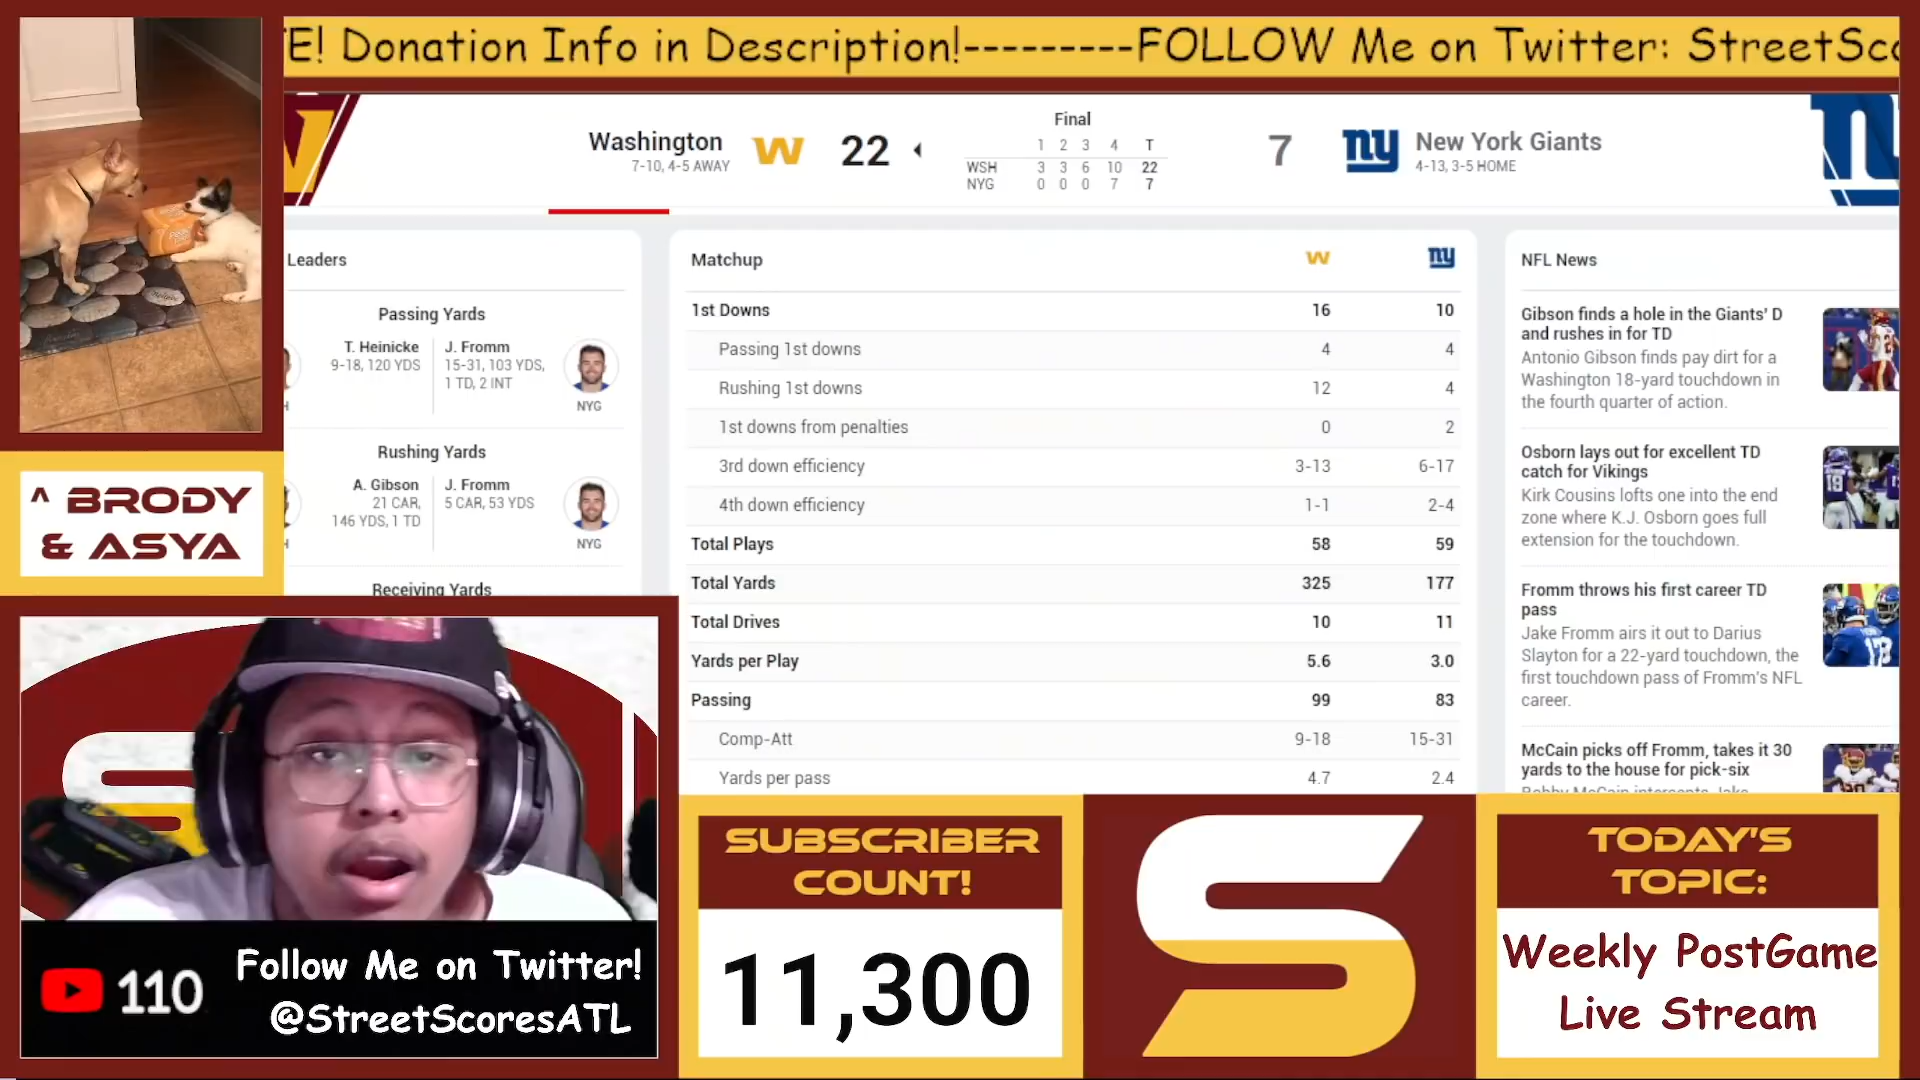 E! Donation Info in Description!---------FOLLOW Me on Twitter: StreetSco
Washington
7-10, 4-5 AWAY
W
22
Final
1 2 3 4 T
WSH 3 3 6 10 22
NYG 0 0 0 7 7
7
ny
New York Giants
4-13, 3-5 HOME
Leaders
Passing Yards
T. Heinicke
9-18, 120 YDS
J. Fromm
15-31, 103 YDS,
1 TD, 2 INT
NYG
Rushing Yards
A. Gibson
21 CAR,
146 YDS, 1 TD
J. Fromm
5 CAR, 53 YDS
NYG
Receiving Yards
Matchup W ny
1st Downs 16 10
Passing 1st downs 4 4
Rushing 1st downs 12 4
1st downs from penalties 0 2
3rd down efficiency 3-13 6-17
4th down efficiency 1-1 2-4
Total Plays 58 59
Total Yards 325 177
Total Drives 10 11
Yards per Play 5.6 3.0
Passing 99 83
Comp-Att 9-18 15-31
Yards per pass 4.7 2.4
NFL News
Gibson finds a hole in the Giants' D
and rushes in for TD
Antonio Gibson finds pay dirt for a
Washington 18-yard touchdown in
the fourth quarter of action.
Osborn lays out for excellent TD
catch for Vikings
Kirk Cousins lofts one into the end
zone where K.J. Osborn goes full
extension for the touchdown.
Fromm throws his first career TD
pass
Jake Fromm airs it out to Darius
Slayton for a 22-yard touchdown, the
first touchdown pass of Fromm's NFL
career.
McCain picks off Fromm, takes it 30
yards to the house for pick-six
Bobby McCain intercepts Jake
^ BRODY
& ASYA
110
Follow Me on Twitter!
@StreetScoresATL
SUBSCRIBER
COUNT!
11,300
S
TODAY'S
TOPIC:
Weekly PostGame
Live Stream